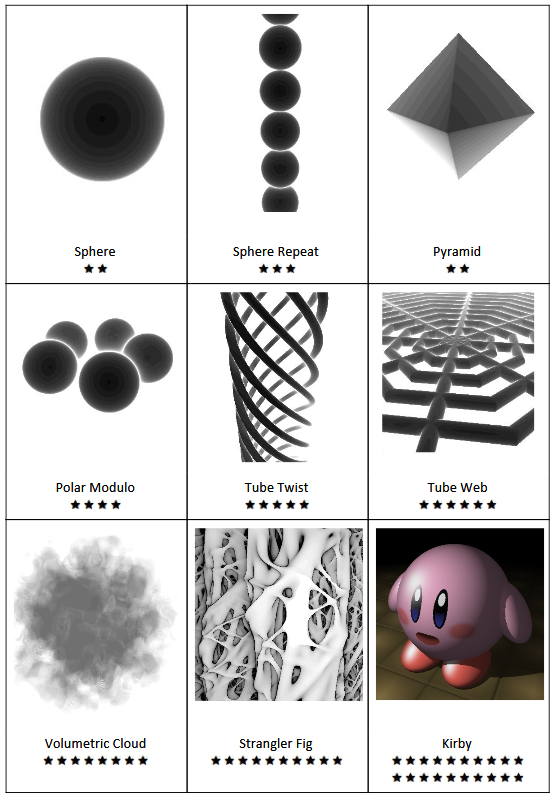 Sphere
★★
Sphere Repeat
★★★
Pyramid
★★
Polar Modulo
★★★★
Tube Twist
★★★★★
Tube Web
★★★★★★
Volumetric Cloud
★★★★★★★★
Strangler Fig
★★★★★★★★★★
Kirby
★★★★★★★★★★
★★★★★★★★★★